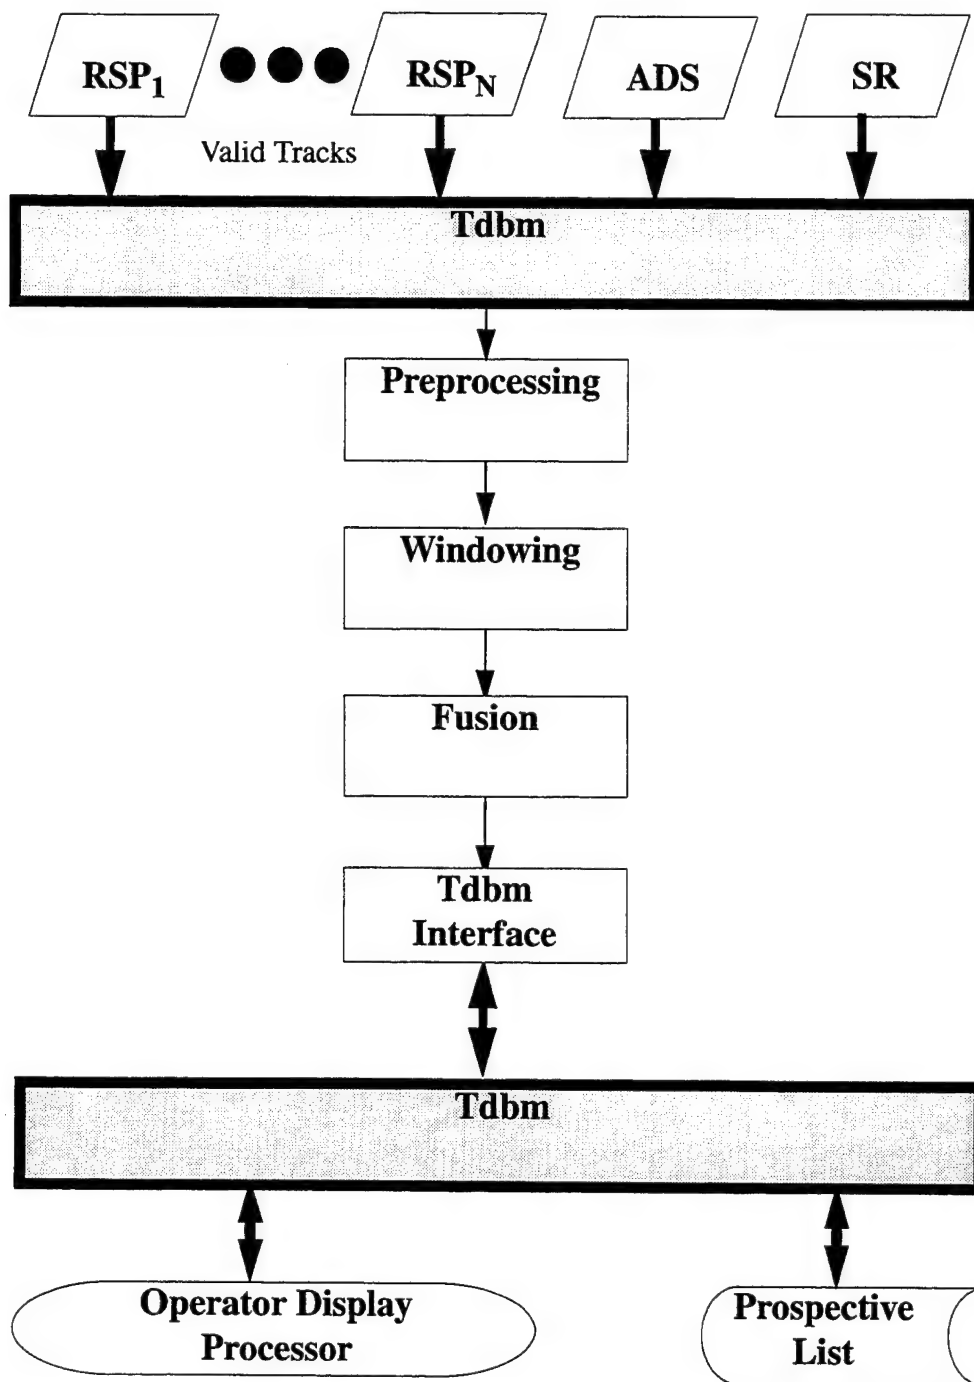 RSP1 RSPN ADS SR
Valid Tracks
Tdbm
Preprocessing
Windowing
Fusion
Tdbm
Interface
Tdbm
Operator Display
Processor
Prospective
List